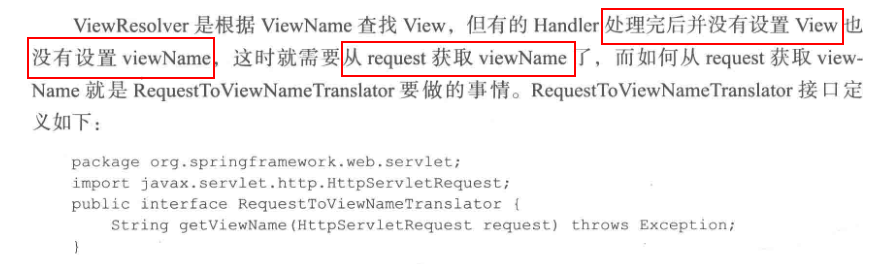 ViewResolver 是根据 ViewName 查找 View，但有的 Handler 处理完后并没有设置 View 也
没有设置 viewName，这时就需要从 request 获取 viewName 了，而如何从 request 获取 view-
Name 就是 RequestToViewNameTranslator 要做的事情。RequestToViewNameTranslator 接口定
义如下：
package org.springframework.web.servlet;
import javax.servlet.http.HttpServletRequest;
public interface RequestToViewNameTranslator {
    String getViewName(HttpServletRequest request) throws Exception;
}